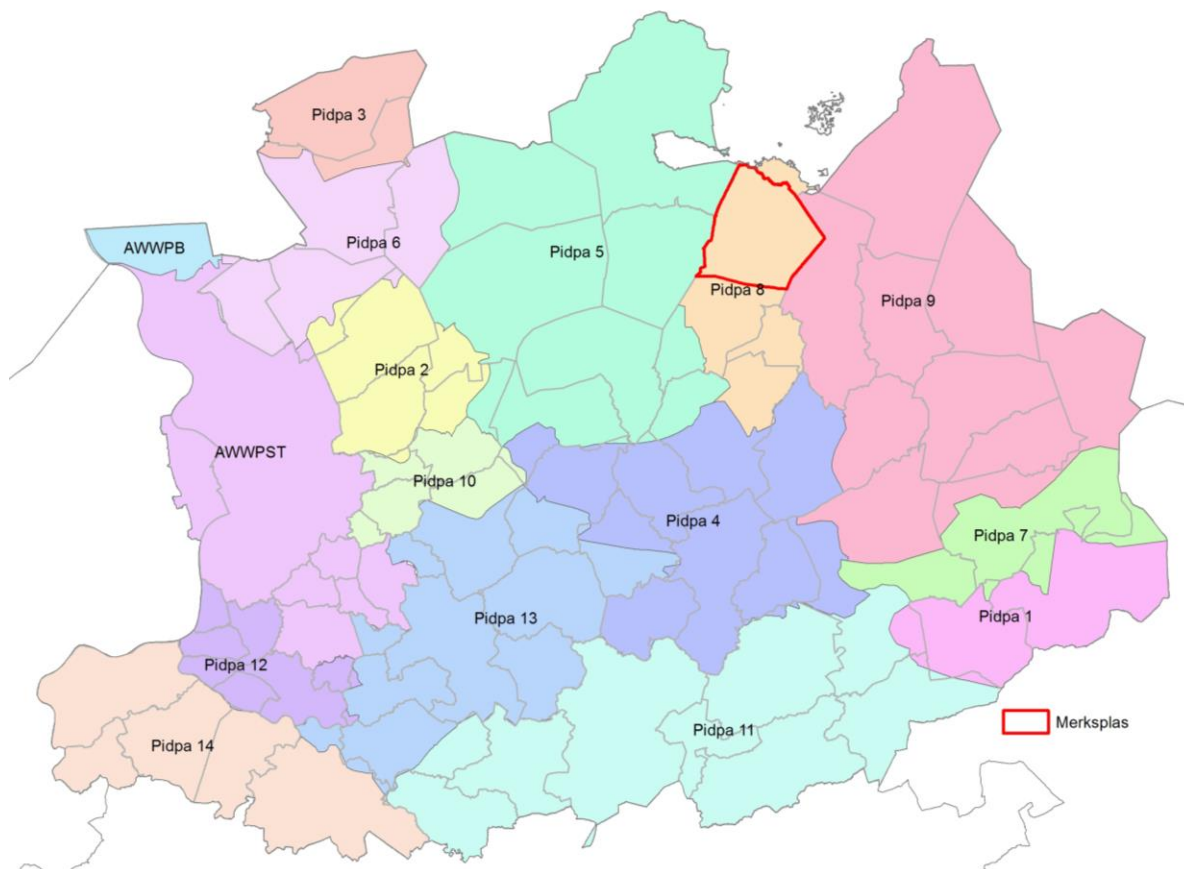 Pidpa 3
Pidpa 6
AWWPB
Pidpa 5
Pidpa 8
Pidpa 9
Pidpa 2
AWWPST
Pidpa 10
Pidpa 4
Pidpa 7
Pidpa 13
Pidpa 1
Pidpa 12
Pidpa 14
Pidpa 11
Merksplas